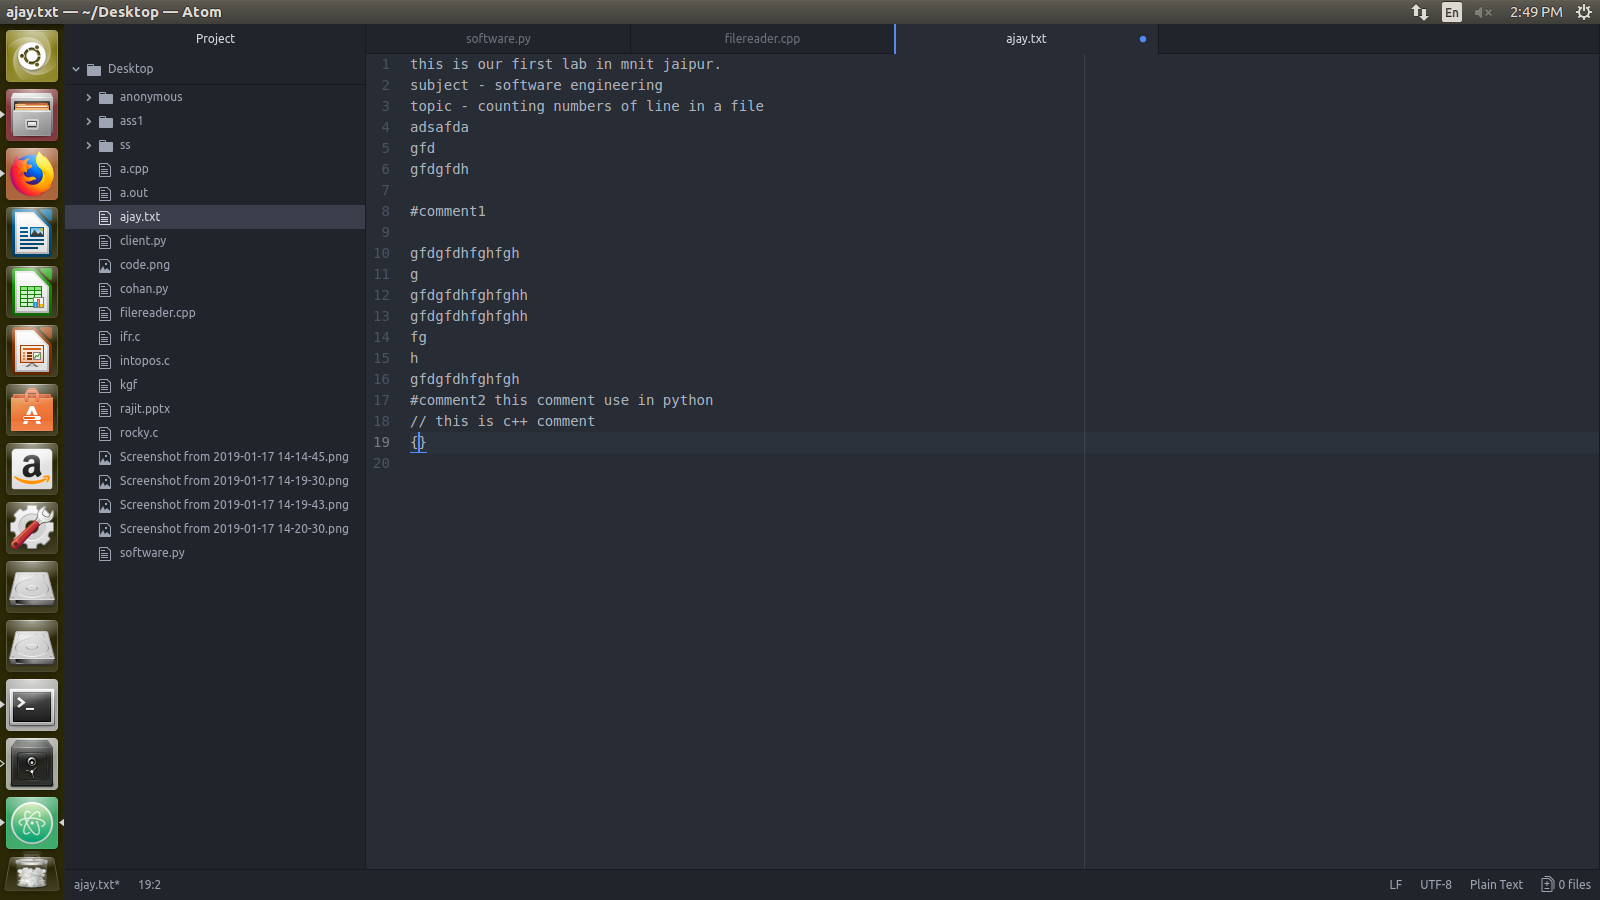 ajay.txt — ~/Desktop — Atom
En
2:49 PM
Project
software.py
filereader.cpp
ajay.txt
Desktop
anonymous
ass1
ss
a.cpp
a.out
ajay.txt
client.py
code.png
cohan.py
filereader.cpp
ifr.c
intopos.c
kgf
rajit.pptx
rocky.c
Screenshot from 2019-01-17 14-14-45.png
Screenshot from 2019-01-17 14-19-30.png
Screenshot from 2019-01-17 14-19-43.png
Screenshot from 2019-01-17 14-20-30.png
software.py
1 this is our first lab in mnit jaipur.
2 subject - software engineering
3 topic - counting numbers of line in a file
4 adsafda
5 gfd
6 gfdgfdh
7
8 #comment1
9
10 gfdgfdhfghfgh
11 g
12 gfdgfdhfghfghh
13 gfdgfdhfghfghh
14 fg
15 h
16 gfdgfdhfghfgh
17 #comment2 this comment use in python
18 // this is c++ comment
19 {}
20
ajay.txt* 19:2
LF UTF-8 Plain Text 0 files